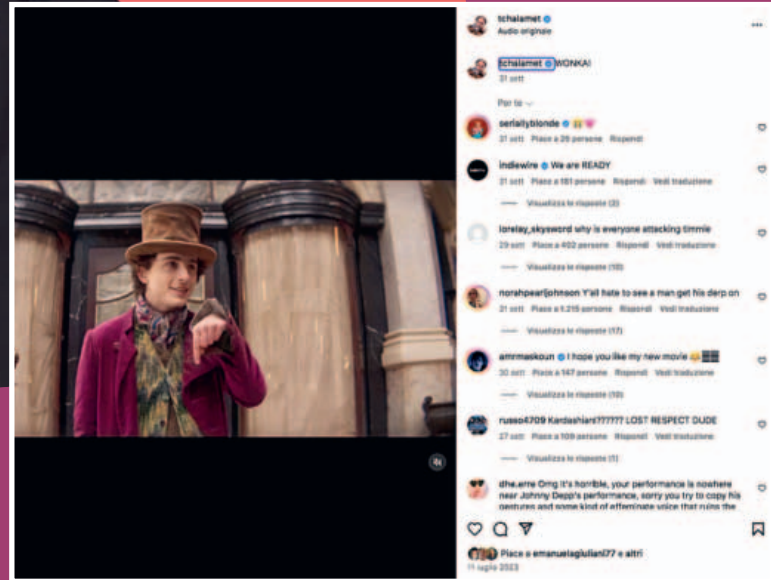 tchalamet
Audio originale
tchalamet WONKA!
31 sett
Per te
seriallyblonde
31 sett Piace a 26 persone Rispondi
indiewire We are READY
31 sett Piace a 181 persone Rispondi Vedi traduzione
Visualizza le risposte (3)
lorelay_skysword why is everyone attacking timmie
29 sett Piace a 402 persone Rispondi Vedi traduzione
Visualizza le risposte (10)
norahpearljohnson Y'all hate to see a man get his derp on
31 sett Piace a 1.215 persone Rispondi Vedi traduzione
Visualizza le risposte (17)
amrmaskoun I hope you like my new movie
30 sett Piace a 147 persone Rispondi Vedi traduzione
Visualizza le risposte (19)
russo4709 Kardashians?????? LOST RESPECT DUDE
27 sett Piace a 109 persone Rispondi Vedi traduzione
Visualizza le risposte (1)
dhe.erre Omg it's horrible, your performance is nowhere
near Johnny Depp's performance, sorry you try to copy his
gestures and some kind of effeminate voice that ruins the
Piace a emanuelagiuliani77 e altri
11 luglio 2023